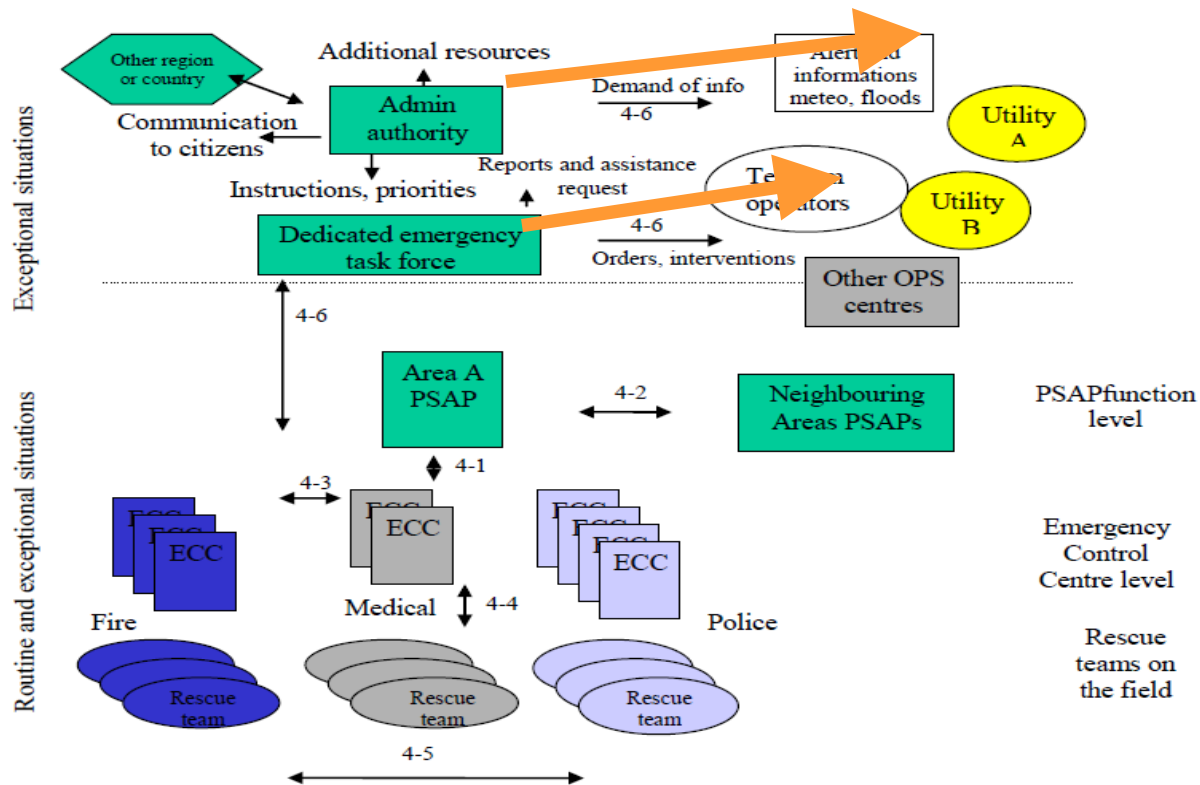 Exceptional situations
Other region
or country
Additional resources
Admin
authority
Communication
to citizens
Instructions, priorities
Demand of info
4-6
informations
meteo, floods
Utility
A
Reports and assistance
request
operators
Utility
B
Dedicated emergency
task force
4-6
Orders, interventions
Other OPS
centres
4-6
Routine and exceptional situations
Area A
PSAP
4-2
Neighbouring
Areas PSAPs
PSAPfunction
level
4-1
4-3
ECC
ECC
ECC
ECC
ECC
ECC
ECC
ECC
ECC
Emergency
Control
Centre level
Fire
Medical
4-4
Police
Rescue
teams on
the field
Rescue
team
Rescue
team
Rescue
team
4-5